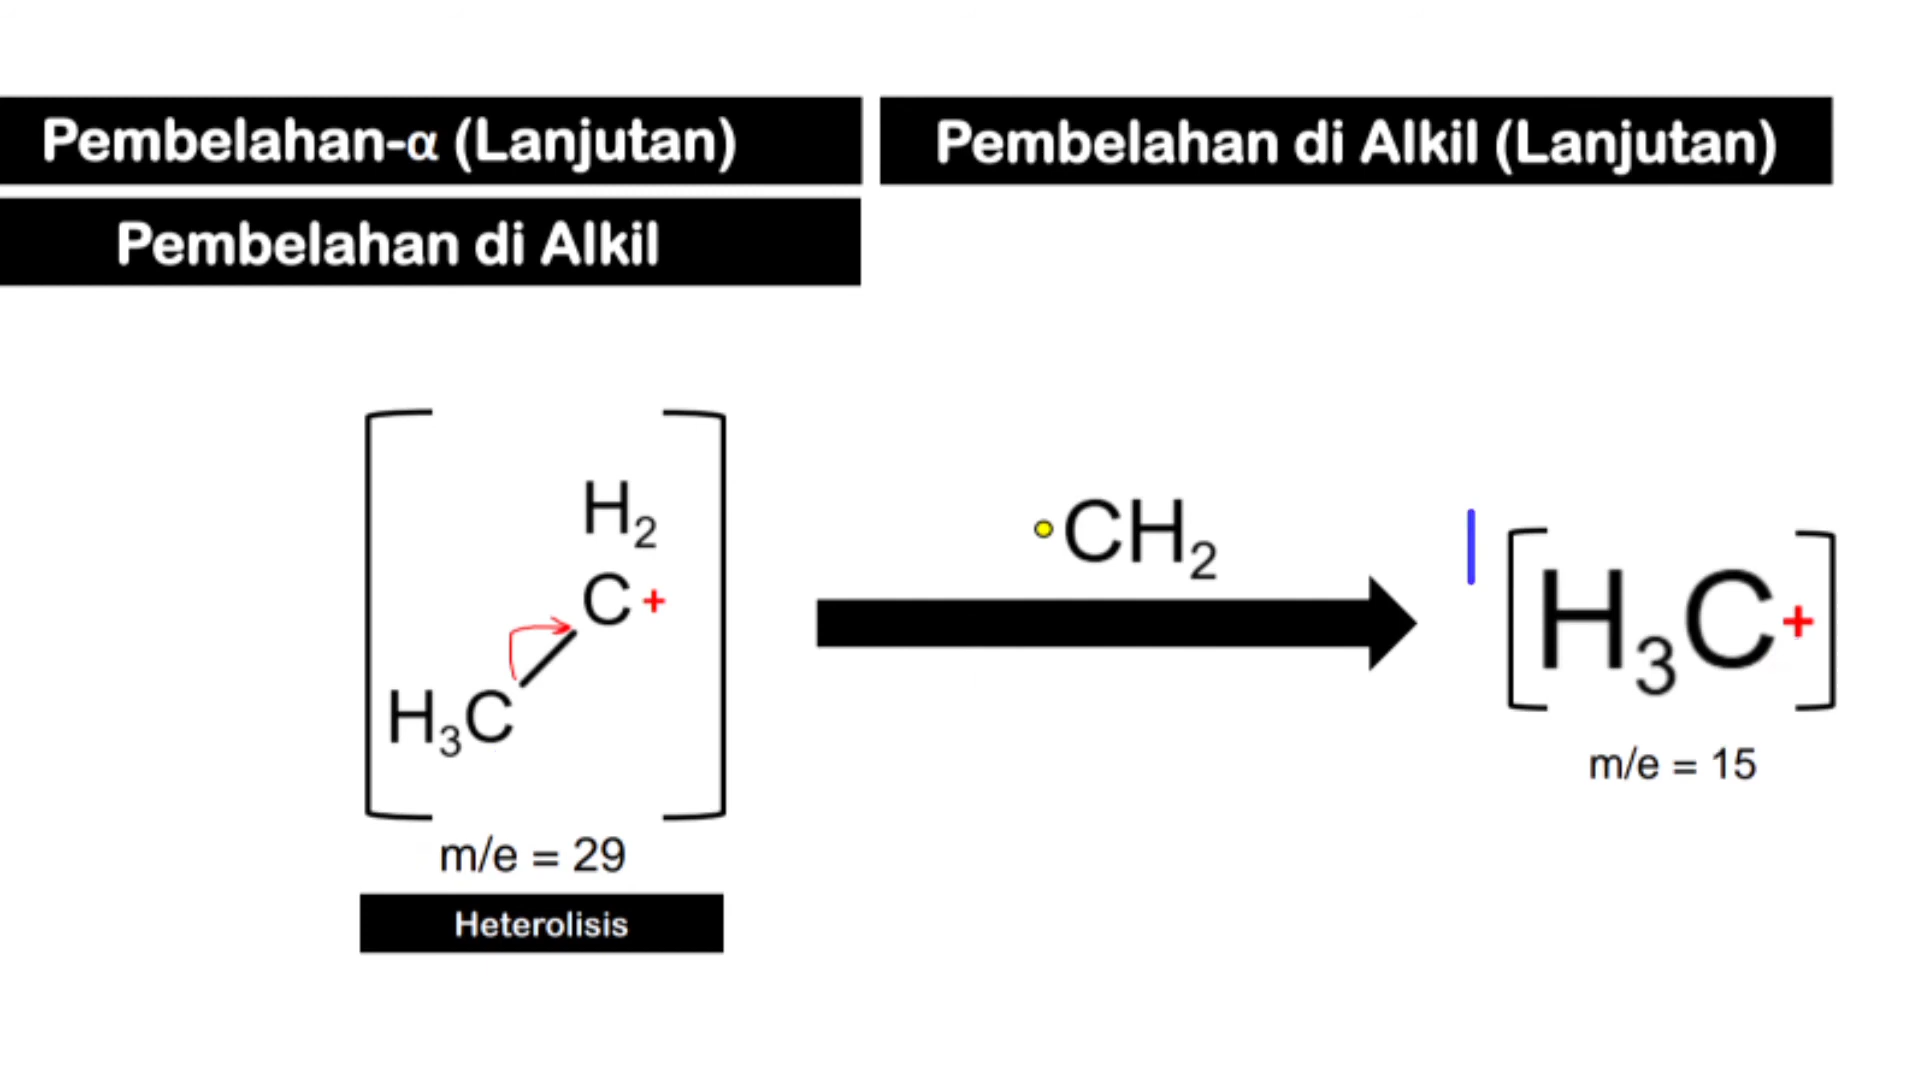 Pembelahan-α (Lanjutan)
Pembelahan di Alkil (Lanjutan)
Pembelahan di Alkil
H₂
C +
H₃C
m/e = 29
Heterolisis
•CH₂
[H₃C+]
m/e = 15